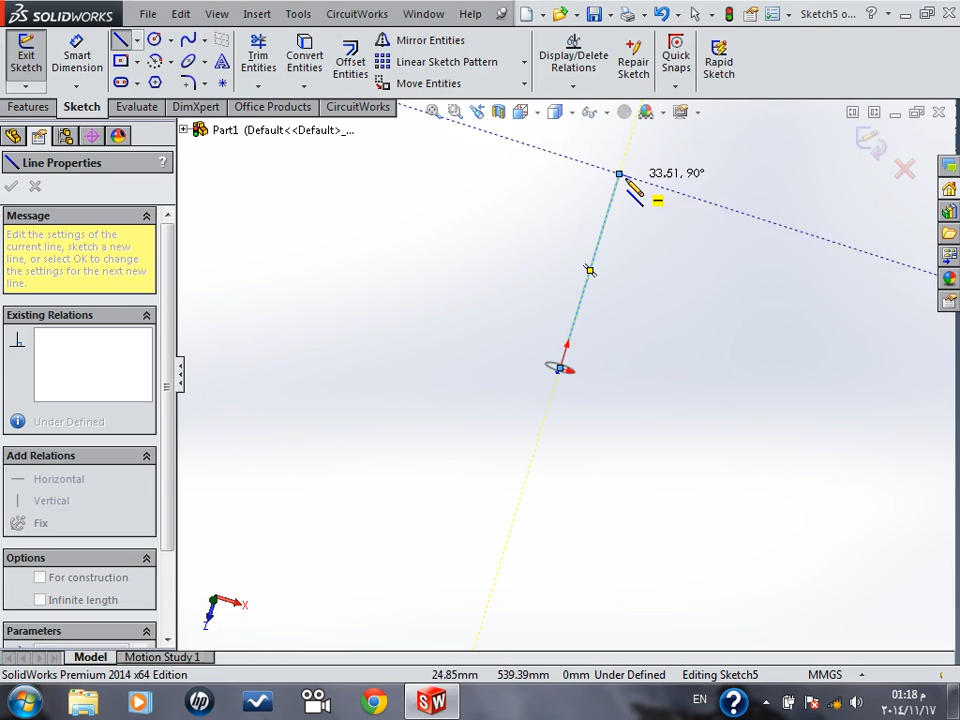 SOLIDWORKS File Edit View Insert Tools CircuitWorks Window Help Sketch5 o... ?
Exit Sketch
Smart Dimension
Trim Entities
Convert Entities
Offset Entities
Mirror Entities
Linear Sketch Pattern
Move Entities
Display/Delete Relations
Repair Sketch
Quick Snaps
Rapid Sketch
Features Sketch Evaluate DimXpert Office Products CircuitWorks
Part1 (Default<<Default>_...
Line Properties ?
Message
Edit the settings of the
current line, sketch a new
line, or select OK to change
the settings for the next new
line.
Existing Relations
Under Defined
Add Relations
Horizontal
Vertical
Fix
Options
For construction
Infinite length
Parameters
33.51, 90°
X
Z
Model Motion Study 1
SolidWorks Premium 2014 x64 Edition 24.85mm 539.39mm 0mm Under Defined Editing Sketch5 MMGS
EN ? 01:18 م
٢٠١٤/١١/١٧